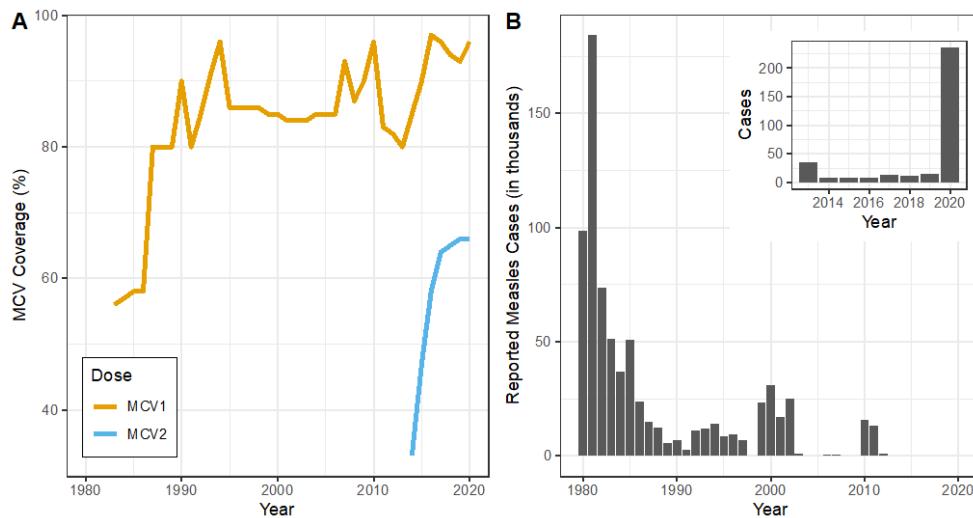 A
MCV Coverage (%)
100
80
60
40
Dose
MCV1
MCV2
1980
1990
2000
2010
2020
Year
B
Reported Measles Cases (in thousands)
150
100
50
0
1980
1990
2000
2010
2020
Year
Cases
200
150
100
50
0
2014
2016
2018
2020
Year